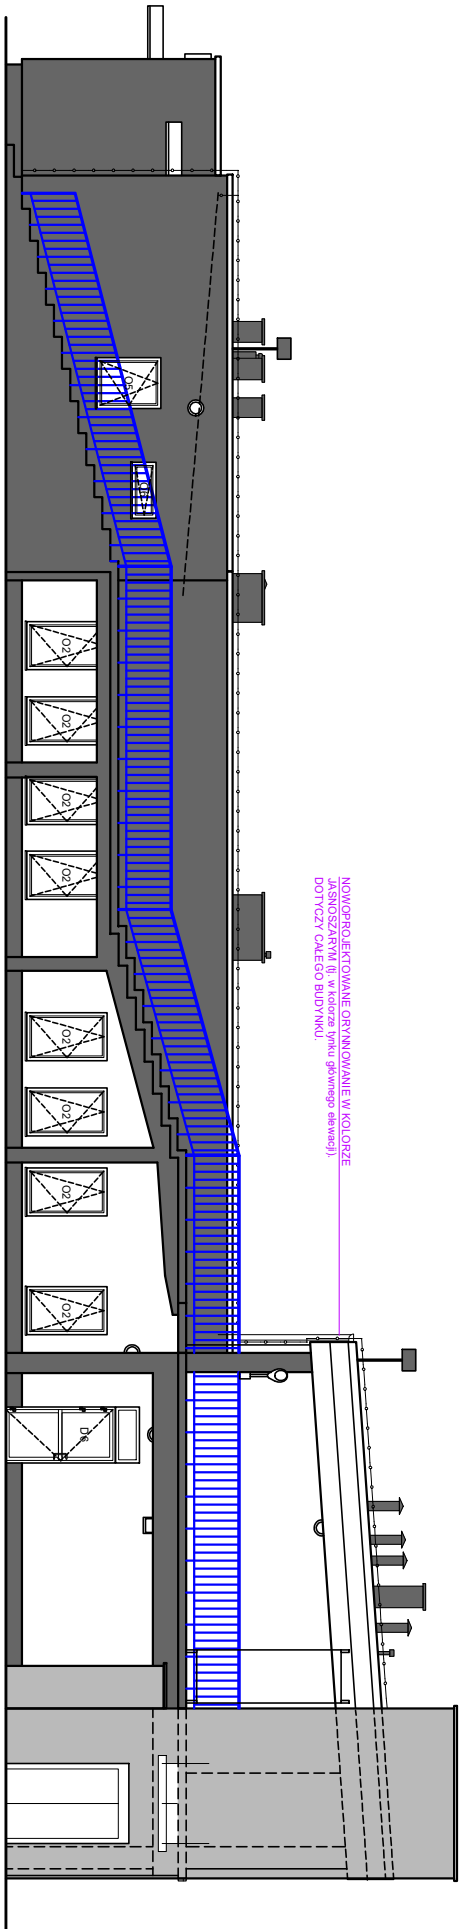 NOWOPROJEKTOWANE ORYNNOWANIE W KOLORZE
JASNOSZARYM (tj. w kolorze tynku głównego elewacji).
DOTYCZY CAŁEGO BUDYNKU.
O5
O2
O2
O2
O2
O2
O2
O2
O2